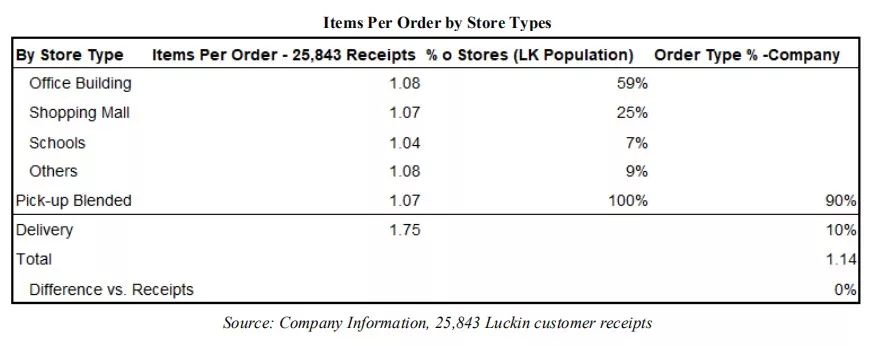 Items Per Order by Store Types
By Store Type Items Per Order - 25,843 Receipts % o Stores (LK Population) Order Type % -Company
Office Building 1.08 59%
Shopping Mall 1.07 25%
Schools 1.04 7%
Others 1.08 9%
Pick-up Blended 1.07 100% 90%
Delivery 1.75 10%
Total 1.14
Difference vs. Receipts 0%
Source: Company Information, 25,843 Luckin customer receipts